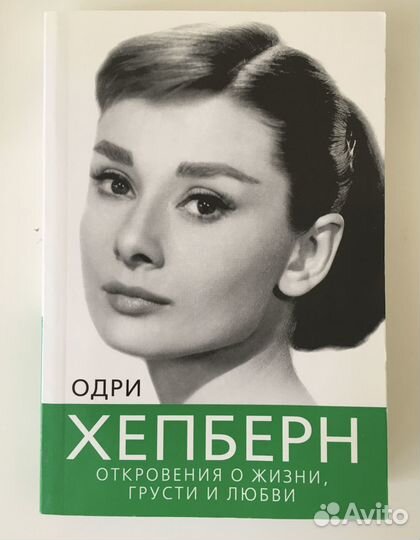 ОДРИ
ХЕПБЕРН
ОТКРОВЕНИЯ О ЖИЗНИ,
ГРУСТИ И ЛЮБВИ
Avito